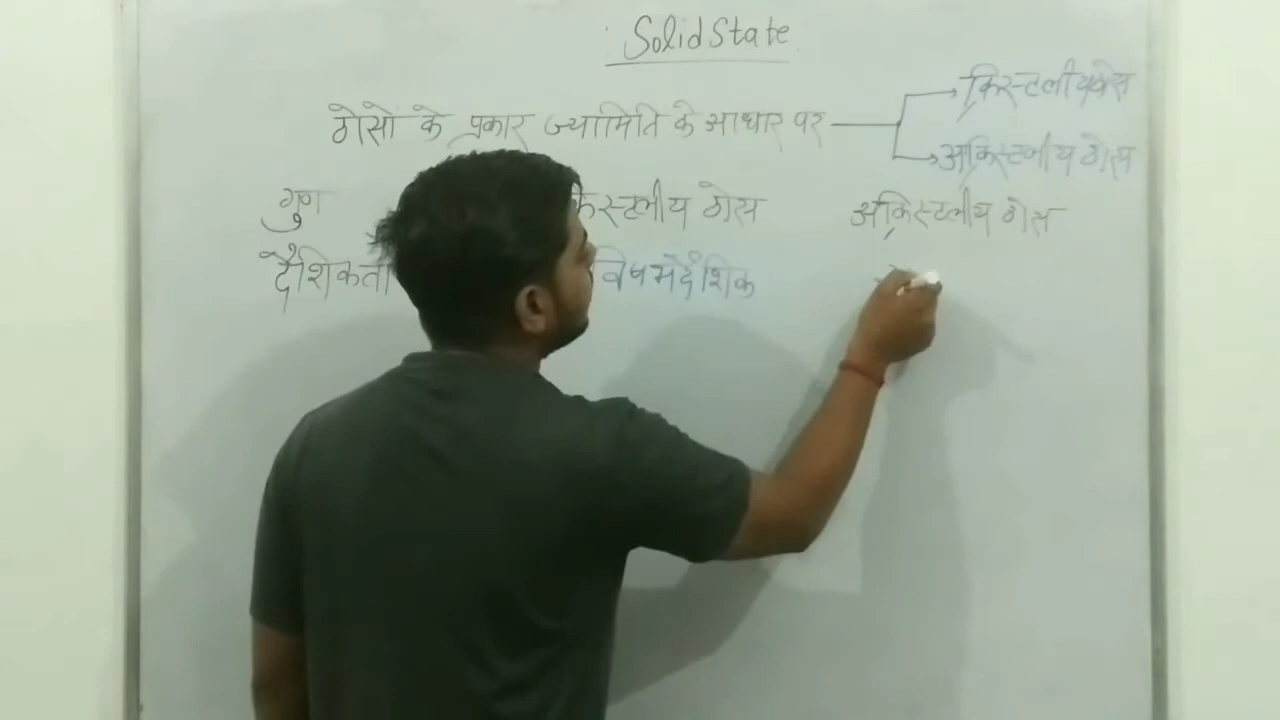 Solid State
ठोसों के प्रकार ज्यामिति के आधार पर
क्रिस्टलीय ठोस
अक्रिस्टलीय ठोस
गुण क्रिस्टलीय ठोस अक्रिस्टलीय ठोस
दैशिकता विषमदैशिक